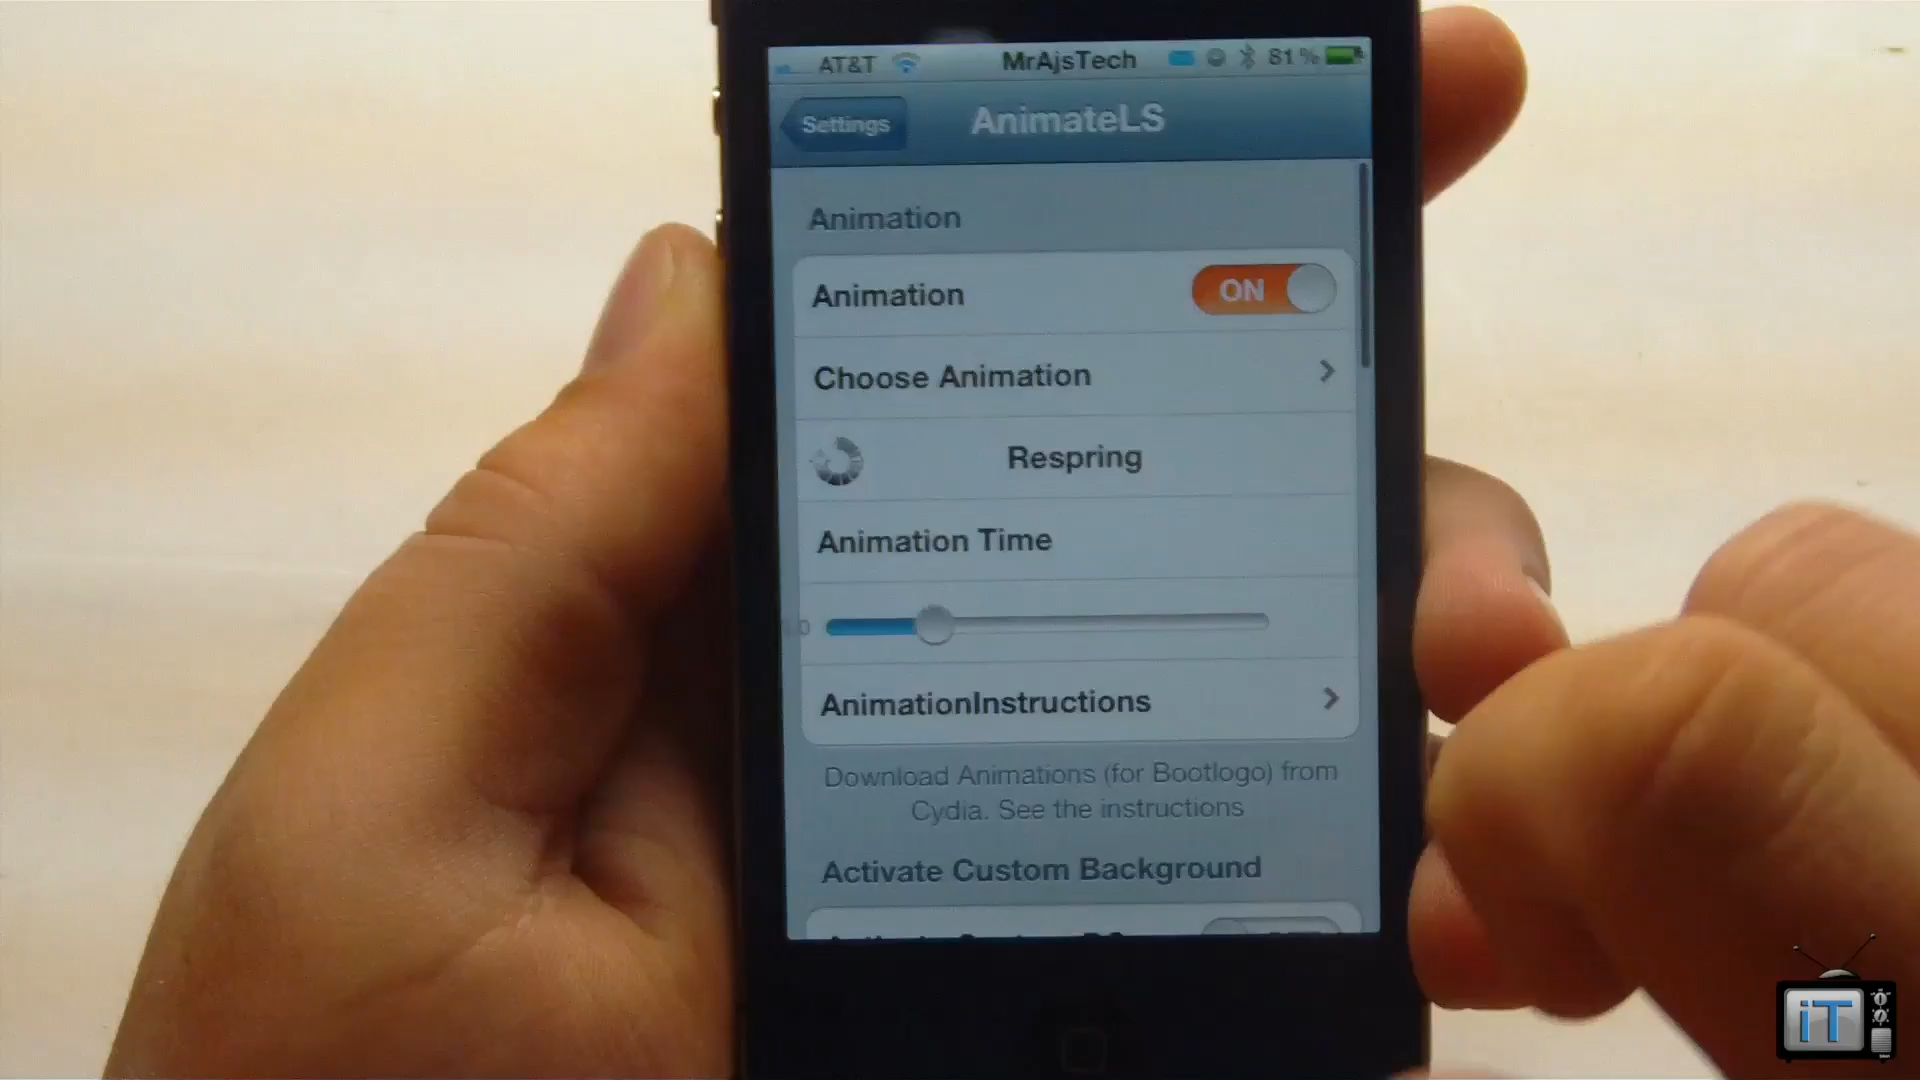 AT&T MrAjsTech 81%
Settings AnimateLS
Animation
Animation ON
Choose Animation
Respring
Animation Time
AnimationInstructions
Download Animations (for Bootlogo) from
Cydia. See the instructions
Activate Custom Background
iT